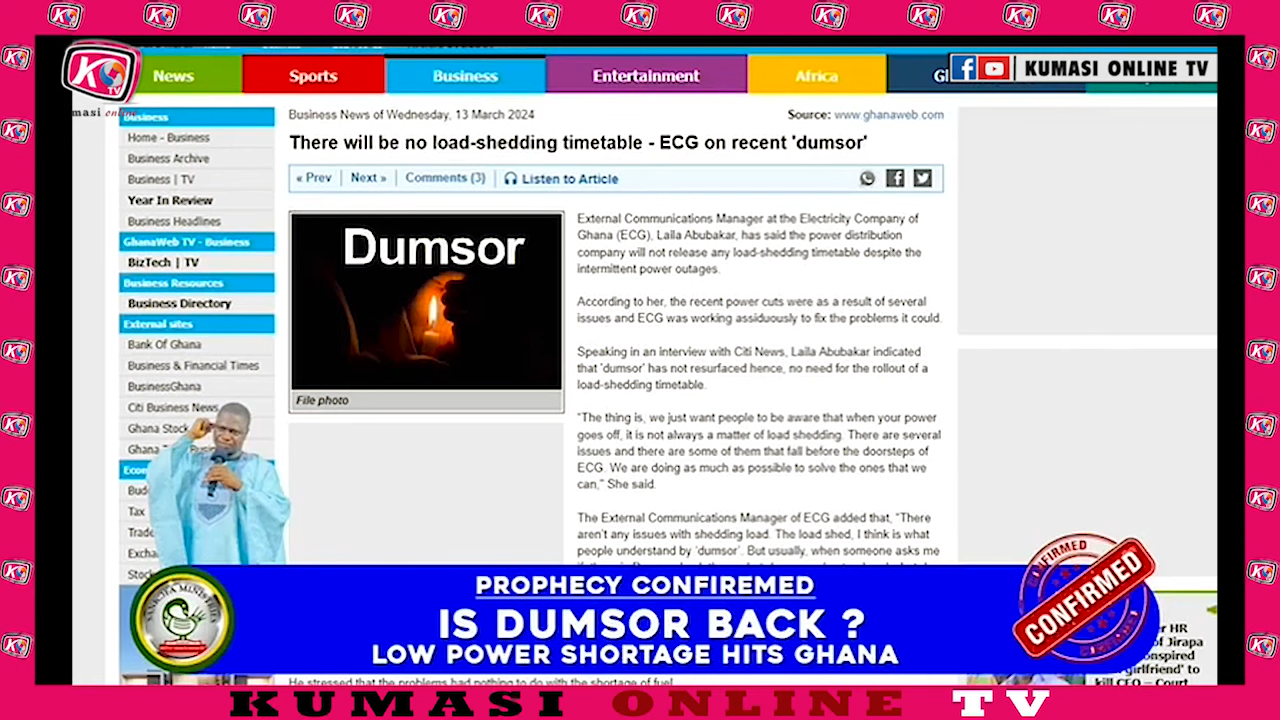 News
Sports
Business
Entertainment
Africa
KUMASI ONLINE TV
Business
Home - Business
Business Archive
Business | TV
Year In Review
Business Headlines
GhanaWeb TV - Business
BizTech | TV
Business Resources
Business Directory
External sites
Bank Of Ghana
Business & Financial Times
BusinessGhana
Citi Business News
Ghana Stock
Ghana
Tax
Business News of Wednesday, 13 March 2024
Source: www.ghanaweb.com
There will be no load-shedding timetable - ECG on recent 'dumsor'
« Prev
Next »
Comments (3)
Listen to Article
Dumsor
File photo
External Communications Manager at the Electricity Company of
Ghana (ECG), Laila Abubakar, has said the power distribution
company will not release any load-shedding timetable despite the
intermittent power outages.
According to her, the recent power cuts were as a result of several
issues and ECG was working assiduously to fix the problems it could.
Speaking in an interview with Citi News, Laila Abubakar indicated
that 'dumsor' has not resurfaced hence, no need for the rollout of a
load-shedding timetable.
“The thing is, we just want people to be aware that when your power
goes off, it is not always a matter of load shedding. There are several
issues and there are some of them that fall before the doorsteps of
ECG. We are doing as much as possible to solve the ones that we
can,” She said.
The External Communications Manager of ECG added that, “There
aren’t any issues with shedding load. The load shed, I think is what
people understand by ‘dumsor’. But usually, when someone asks me
PROPHECY CONFIREMED
IS DUMSOR BACK ?
LOW POWER SHORTAGE HITS GHANA
CONFIRMED
CONFIRMED
HR
of Jirapa
girlfriend' to
kill CEO – Court
He stressed that the problems had nothing to do with the shortage of fuel
KUMASI ONLINE TV